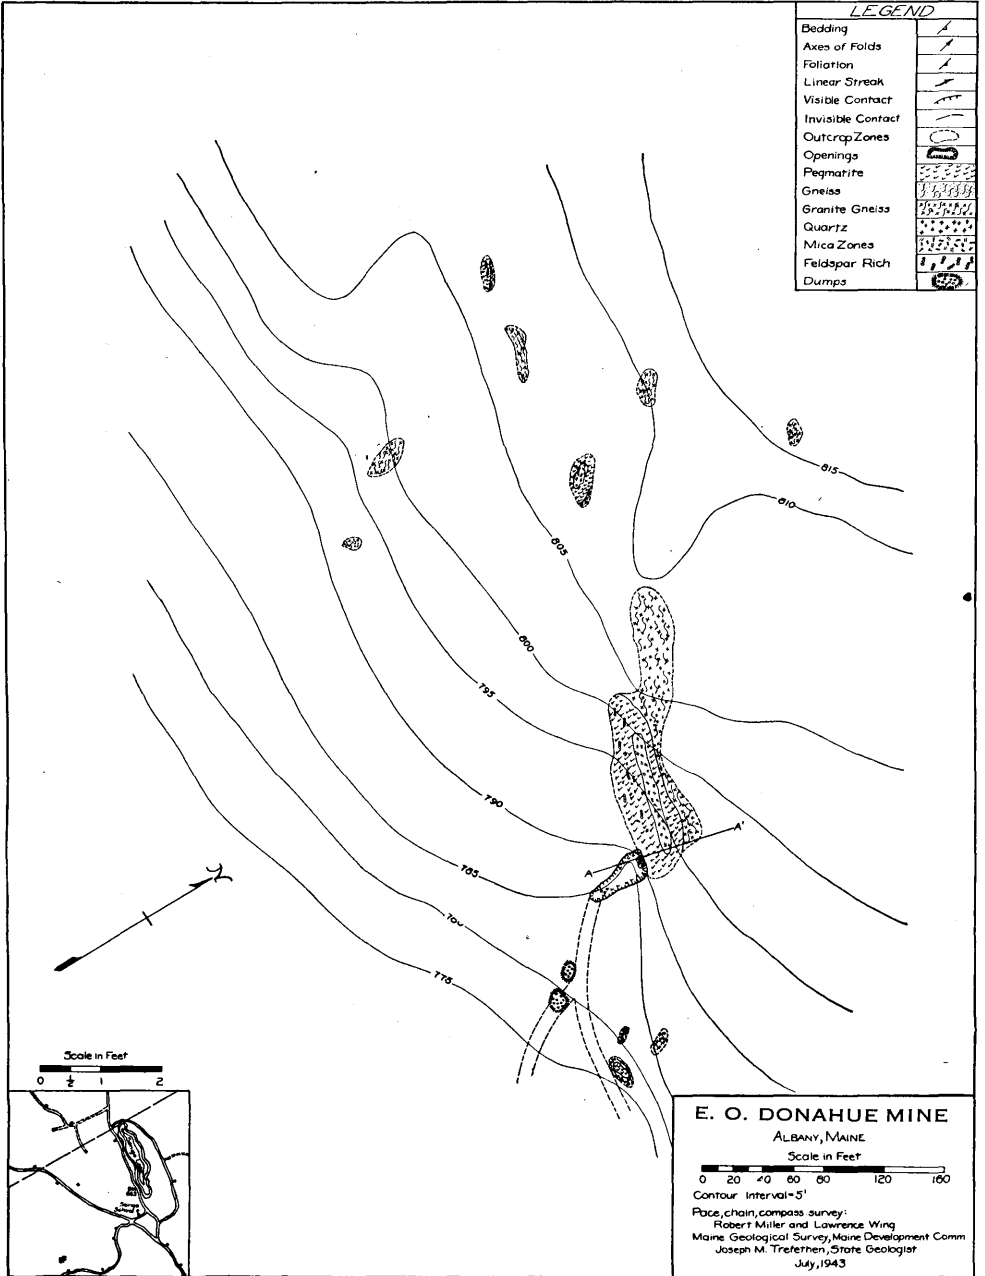 LEGEND
Bedding
Axes of Folds
Foliation
Linear Streak
Visible Contact
Invisible Contact
Outcrop Zones
Openings
Pegmatite
Gneiss
Granite Gneiss
Quartz
Mica Zones
Feldspar Rich
Dumps
815
810
805
800
795
790
A'
A
785
780
775
N
Scale in Feet
0 ½ 1 2
School
E. O. DONAHUE MINE
ALBANY, MAINE
Scale in Feet
0 20 40 60 80 120 160
Contour Interval=5'
Pace, chain, compass survey:
Robert Miller and Lawrence Wing
Maine Geological Survey, Maine Development Comm
Joseph M. Trefethen, State Geologist
July, 1943